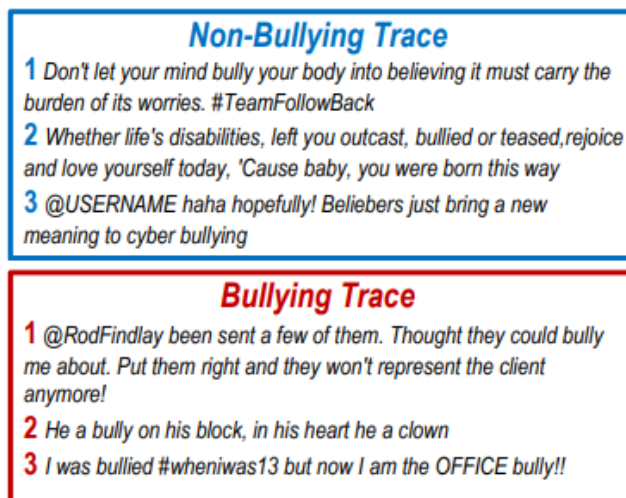 Non-Bullying Trace
1 Don't let your mind bully your body into believing it must carry the
burden of its worries. #TeamFollowBack
2 Whether life's disabilities, left you outcast, bullied or teased,rejoice
and love yourself today, 'Cause baby, you were born this way
3 @USERNAME haha hopefully! Beliebers just bring a new
meaning to cyber bullying
Bullying Trace
1 @RodFindlay been sent a few of them. Thought they could bully
me about. Put them right and they won't represent the client
anymore!
2 He a bully on his block, in his heart he a clown
3 I was bullied #wheniwas13 but now I am the OFFICE bully!!